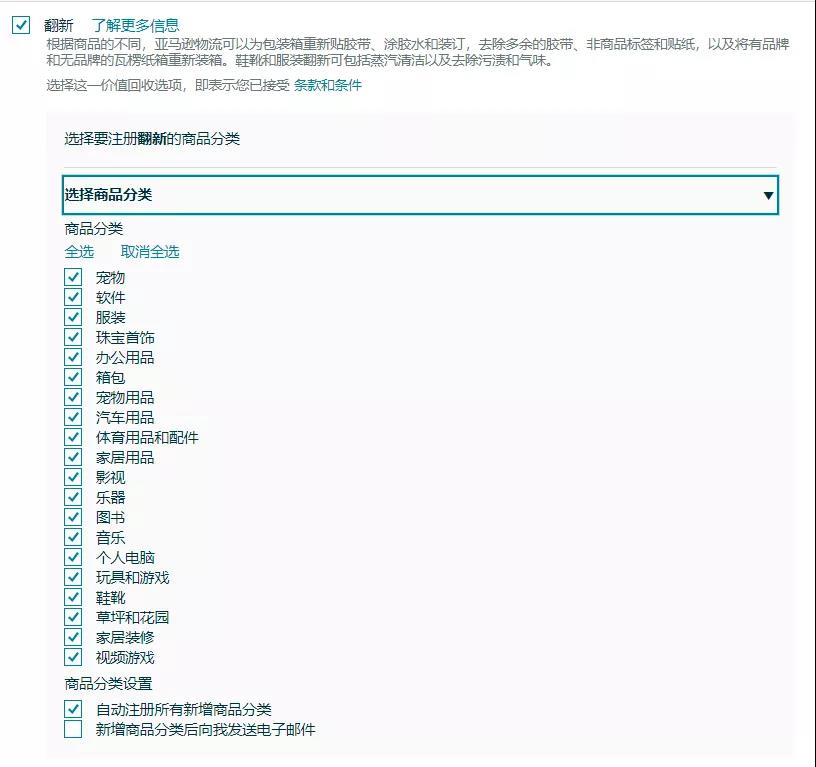 翻新 了解更多信息
根据商品的不同，亚马逊物流可以为包装箱重新贴胶带、涂胶水和装订，去除多余的胶带、非商品标签和贴纸，以及将有品牌
和无品牌的瓦楞纸箱重新装箱。鞋靴和服装翻新可包括蒸汽清洁以及去除污渍和气味。
选择这一价值回收选项，即表示您已接受 条款和条件
选择要注册翻新的商品分类
选择商品分类
商品分类
全选 取消全选
宠物
软件
服装
珠宝首饰
办公用品
箱包
宠物用品
汽车用品
体育用品和配件
家居用品
影视
乐器
图书
音乐
个人电脑
玩具和游戏
鞋靴
草坪和花园
家居装修
视频游戏
商品分类设置
自动注册所有新增商品分类
新增商品分类后向我发送电子邮件